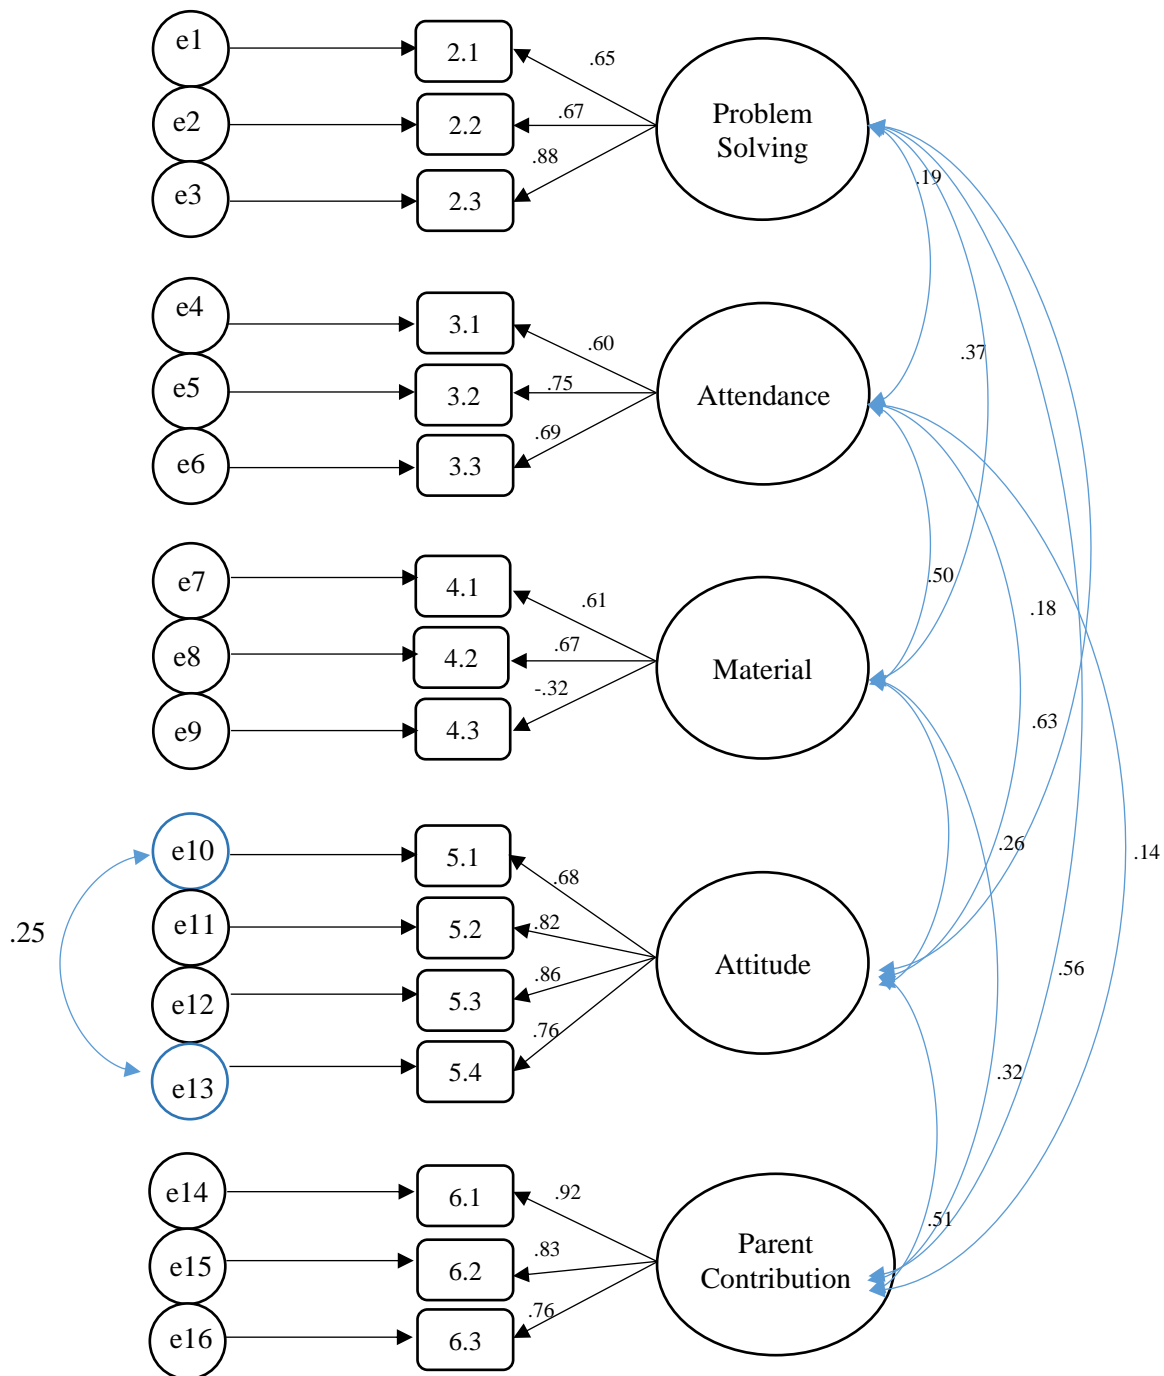 e1
2.1
.65
e2
2.2
.67
Problem
Solving
.88
e3
2.3
.19
e4
3.1
.60
.37
e5
3.2
.75
Attendance
e6
3.3
.69
e7
4.1
.61
.50
.18
e8
4.2
.67
Material
-.32
e9
4.3
.63
e10
5.1
.68
.26
.14
.25
e11
5.2
.82
Attitude
.86
.56
e12
5.3
.76
e13
5.4
.32
e14
6.1
.92
.51
.83
Parent
Contribution
e15
6.2
.76
e16
6.3